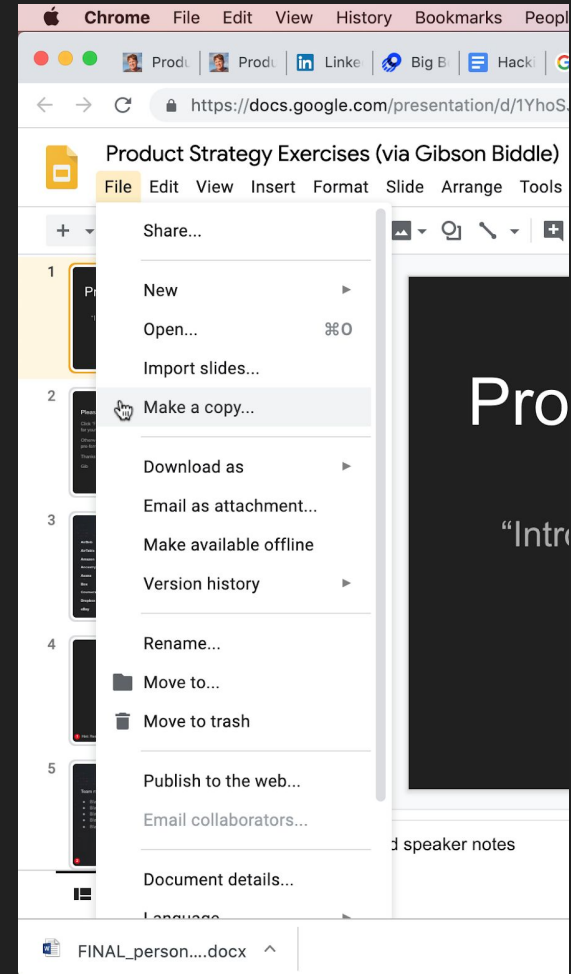 Chrome File Edit View History Bookmarks Peopl
Produ Produ in Linke Big B Hacki G
https://docs.google.com/presentation/d/1YhoSJ
Product Strategy Exercises (via Gibson Biddle)
File Edit View Insert Format Slide Arrange Tools
Share...
1
New
Open... ⌘O
Import slides...
2
Make a copy...
Pro
Download as
Email as attachment...
3
Make available offline
“Intro
Version history
4
Rename...
Move to...
Move to trash
5
Publish to the web...
Email collaborators...
d speaker notes
Document details...
Language
FINAL_person....docx